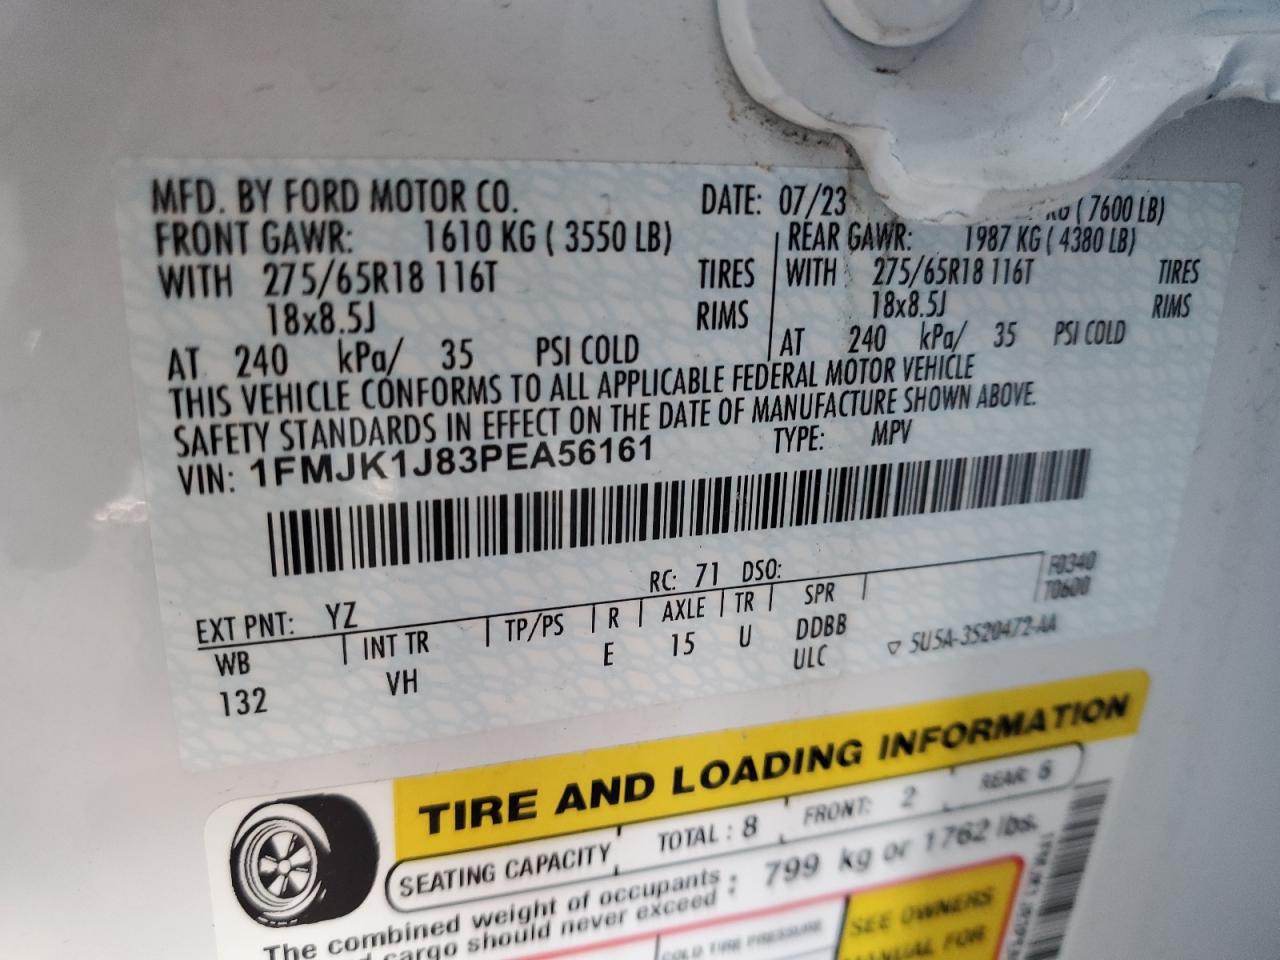 MFD. BY FORD MOTOR CO. DATE: 07/23 KG ( 7600 LB)
FRONT GAWR: 1610 KG ( 3550 LB) REAR GAWR: 1987 KG ( 4380 LB)
WITH 275/65R18 116T TIRES WITH 275/65R18 116T TIRES
18x8.5J RIMS 18x8.5J RIMS
AT 240 kPa/ 35 PSI COLD AT 240 kPa/ 35 PSI COLD
THIS VEHICLE CONFORMS TO ALL APPLICABLE FEDERAL MOTOR VEHICLE
SAFETY STANDARDS IN EFFECT ON THE DATE OF MANUFACTURE SHOWN ABOVE.
VIN: 1FMJK1J83PEA56161 TYPE: MPV
EXT PNT: YZ RC: 71 DSO: F0340
WB INT TR TP/PS R AXLE TR SPR T0600
132 VH E 15 U DDBB
ULC ▽ 5U5A-3520472-AA
TIRE AND LOADING INFORMATION
SEATING CAPACITY TOTAL : 8 FRONT: 2 REAR: 6
The combined weight of occupants : 799 kg or 1762 lbs.
cargo should never exceed
COLD TIRE PRESSURE
SEE OWNERS
MANUAL FOR